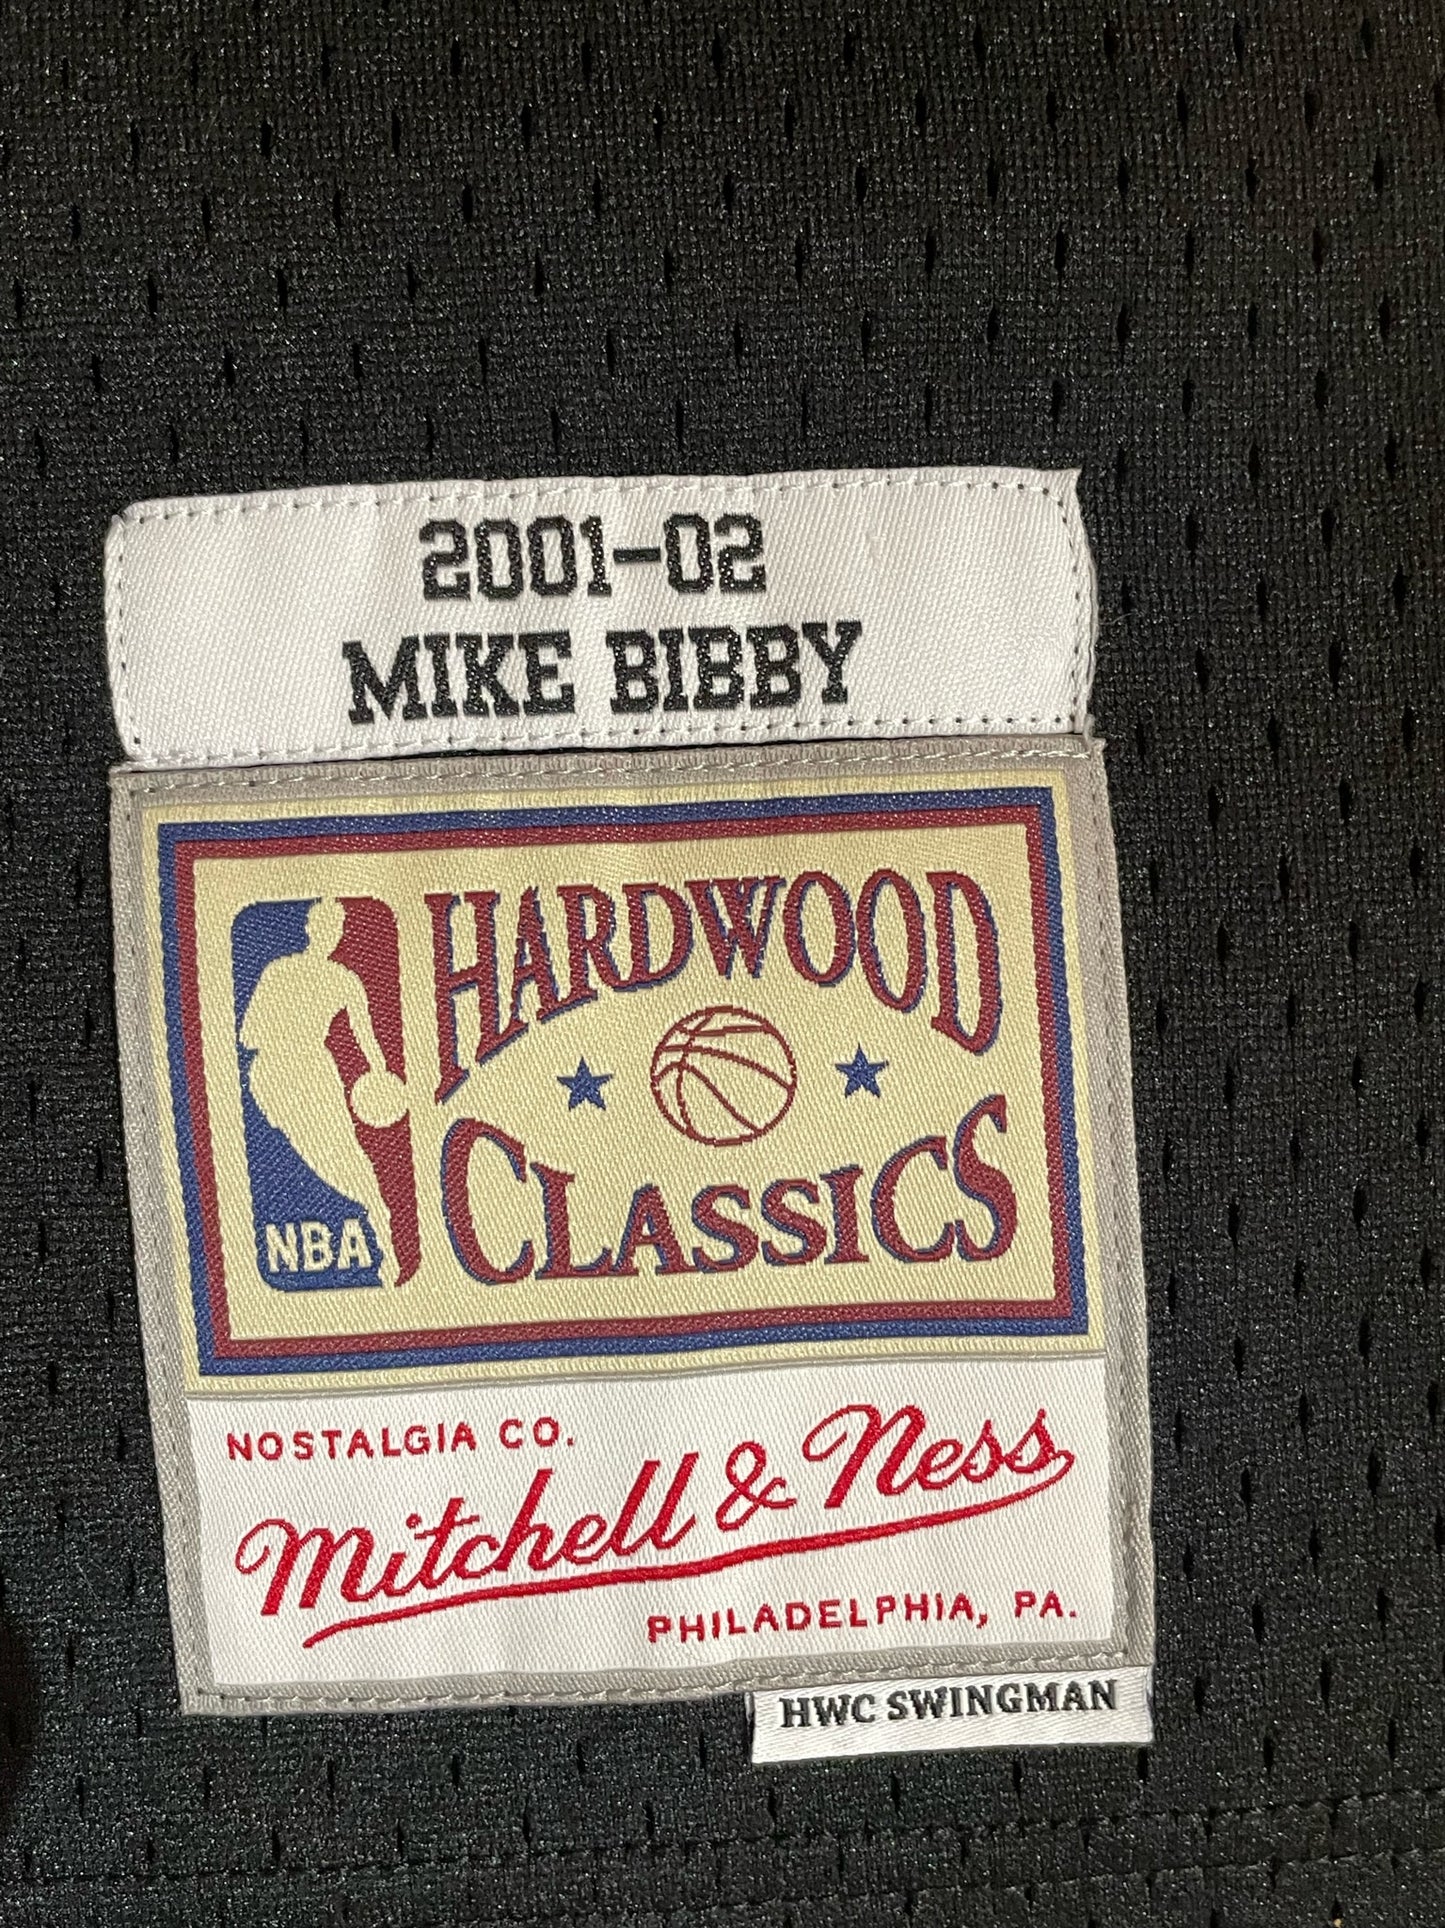 2001-02
MIKE BIBBY
HARDWOOD
CLASSICS
NBA
NOSTALGIA CO.
Mitchell & Ness
PHILADELPHIA, PA.
HWC SWINGMAN